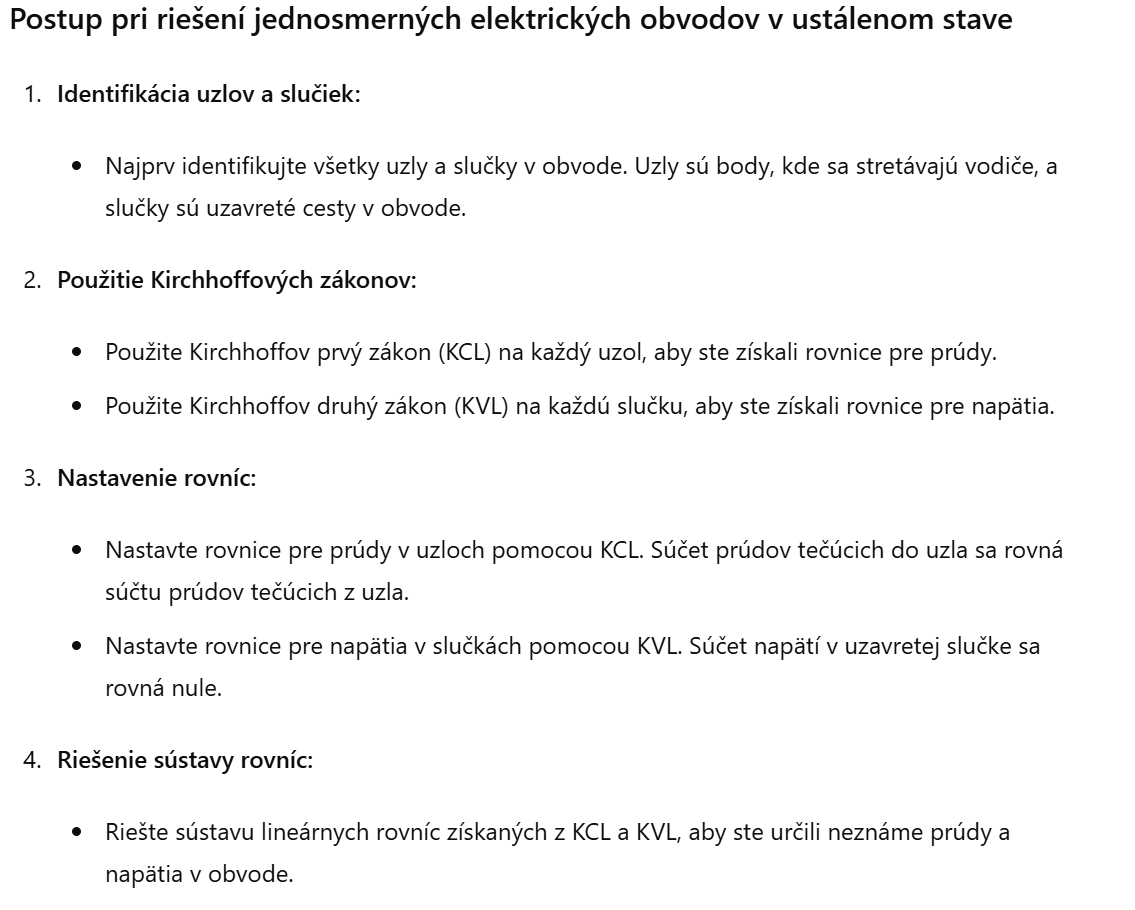 Postup pri riešení jednosmerných elektrických obvodov v ustálenom stave
1. Identifikácia uzlov a slučiek:
• Najprv identifikujte všetky uzly a slučky v obvode. Uzly sú body, kde sa stretávajú vodiče, a
slučky sú uzavreté cesty v obvode.
2. Použitie Kirchhoffových zákonov:
• Použite Kirchhoffov prvý zákon (KCL) na každý uzol, aby ste získali rovnice pre prúdy.
• Použite Kirchhoffov druhý zákon (KVL) na každú slučku, aby ste získali rovnice pre napätia.
3. Nastavenie rovníc:
• Nastavte rovnice pre prúdy v uzloch pomocou KCL. Súčet prúdov tečúcich do uzla sa rovná
súčtu prúdov tečúcich z uzla.
• Nastavte rovnice pre napätia v slučkách pomocou KVL. Súčet napätí v uzavretej slučke sa
rovná nule.
4. Riešenie sústavy rovníc:
• Riešte sústavu lineárnych rovníc získaných z KCL a KVL, aby ste určili neznáme prúdy a
napätia v obvode.